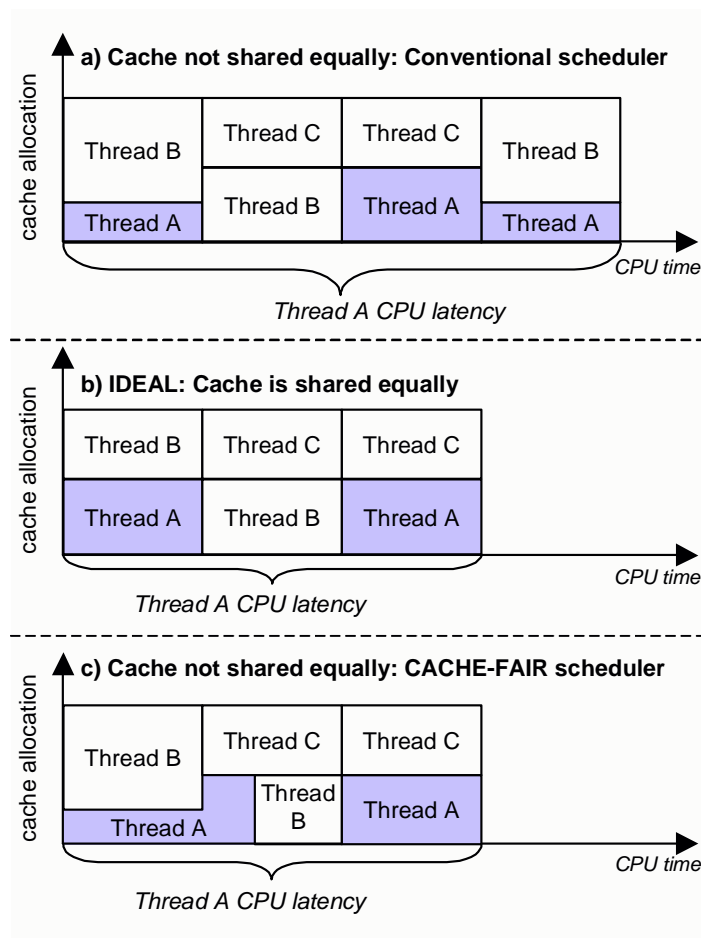 a) Cache not shared equally: Conventional scheduler
cache allocation
Thread B
Thread C
Thread C
Thread B
Thread A
Thread B
Thread A
Thread A
CPU time
Thread A CPU latency
b) IDEAL: Cache is shared equally
cache allocation
Thread B
Thread C
Thread C
Thread A
Thread B
Thread A
CPU time
Thread A CPU latency
c) Cache not shared equally: CACHE-FAIR scheduler
cache allocation
Thread B
Thread C
Thread C
Thread A
Thread
B
Thread A
CPU time
Thread A CPU latency